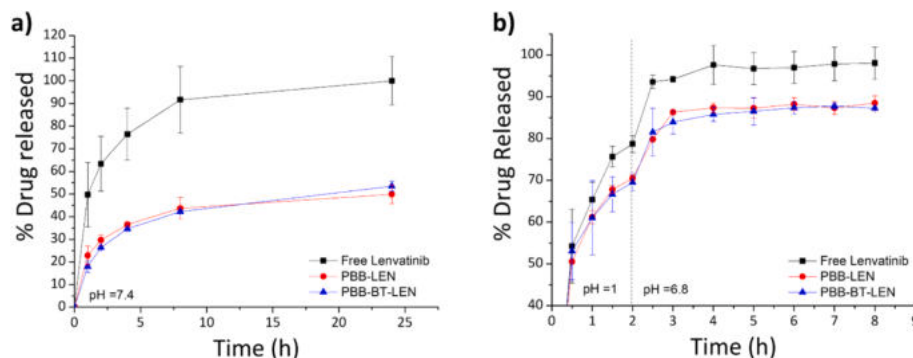 a)
% Drug released
120
110
100
90
80
70
60
50
40
30
20
10
0
Free Lenvatinib
PBB-LEN
PBB-BT-LEN
pH =7.4
0 5 10 15 20 25
Time (h)
b)
% Drug Released
100
90
80
70
60
50
40
Free Lenvatinib
PBB-LEN
PBB-BT-LEN
pH =1 pH =6.8
1 2 3 4 5 6 7 8 9
Time (h)